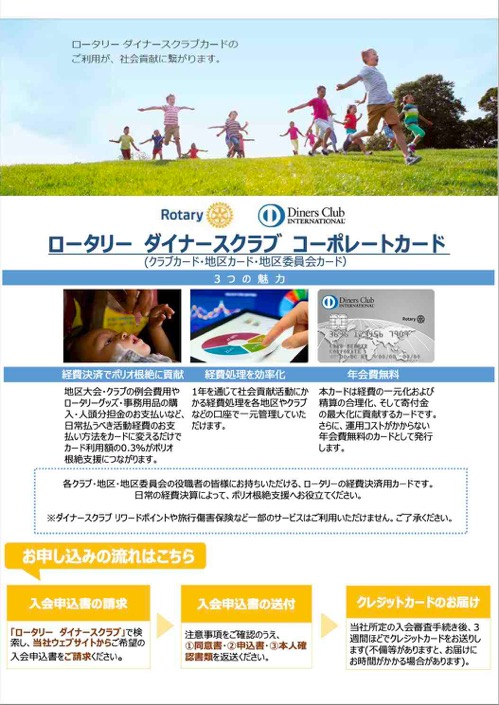 ロータリー ダイナースクラブカードの
ご利用が、社会貢献に繋がります。
Rotary
Diners Club
INTERNATIONAL
ロータリー ダイナースクラブ コーポレートカード
(クラブカード・地区カード・地区委員会カード)
3つの魅力
Diners Club
INTERNATIONAL
Rotary
経費決済でポリオ根絶に貢献
地区大会・クラブの例会費用や
ロータリーグッズ・事務用品の購
入・人頭分担金のお支払いなど、
日常払うべき活動経費のお支
払い方法をカードに変えるだけで
カード利用額の0.3%がポリオ
根絶支援につながります。
経費処理を効率化
1年を通じて社会貢献活動にか
かる経費処理を各地区やクラブ
などの口座で一元管理していた
だけます。
年会費無料
本カードは経費の一元化および
精算の合理化、そして寄付金
の最大化に貢献するカードです。
さらに、運用コストがかからない
年会費無料のカードとして発行
します。
各クラブ・地区・地区委員会の役職者の皆様にお持ちいただける、ロータリーの経費決済用カードです。
日常の経費決算によって、ポリオ根絶支援へお役立てください。
※ダイナースクラブ リワードポイントや旅行傷害保険など一部のサービスはご利用いただけません。ご了承ください。
お申し込みの流れはこちら
入会申込書の請求
「ロータリー ダイナースクラブ」で検
索し、当社ウェブサイトからご希望の
入会申込書をご請求ください。
入会申込書の送付
注意事項をご確認のうえ、
①同意書・②申込書・③本人確
認書類を返送ください。
クレジットカードのお届け
当社所定の入会審査手続き後、3
週間ほどでクレジットカードをお送りし
ます(不備等がありますと、お届けに
お時間がかかる場合があります)。